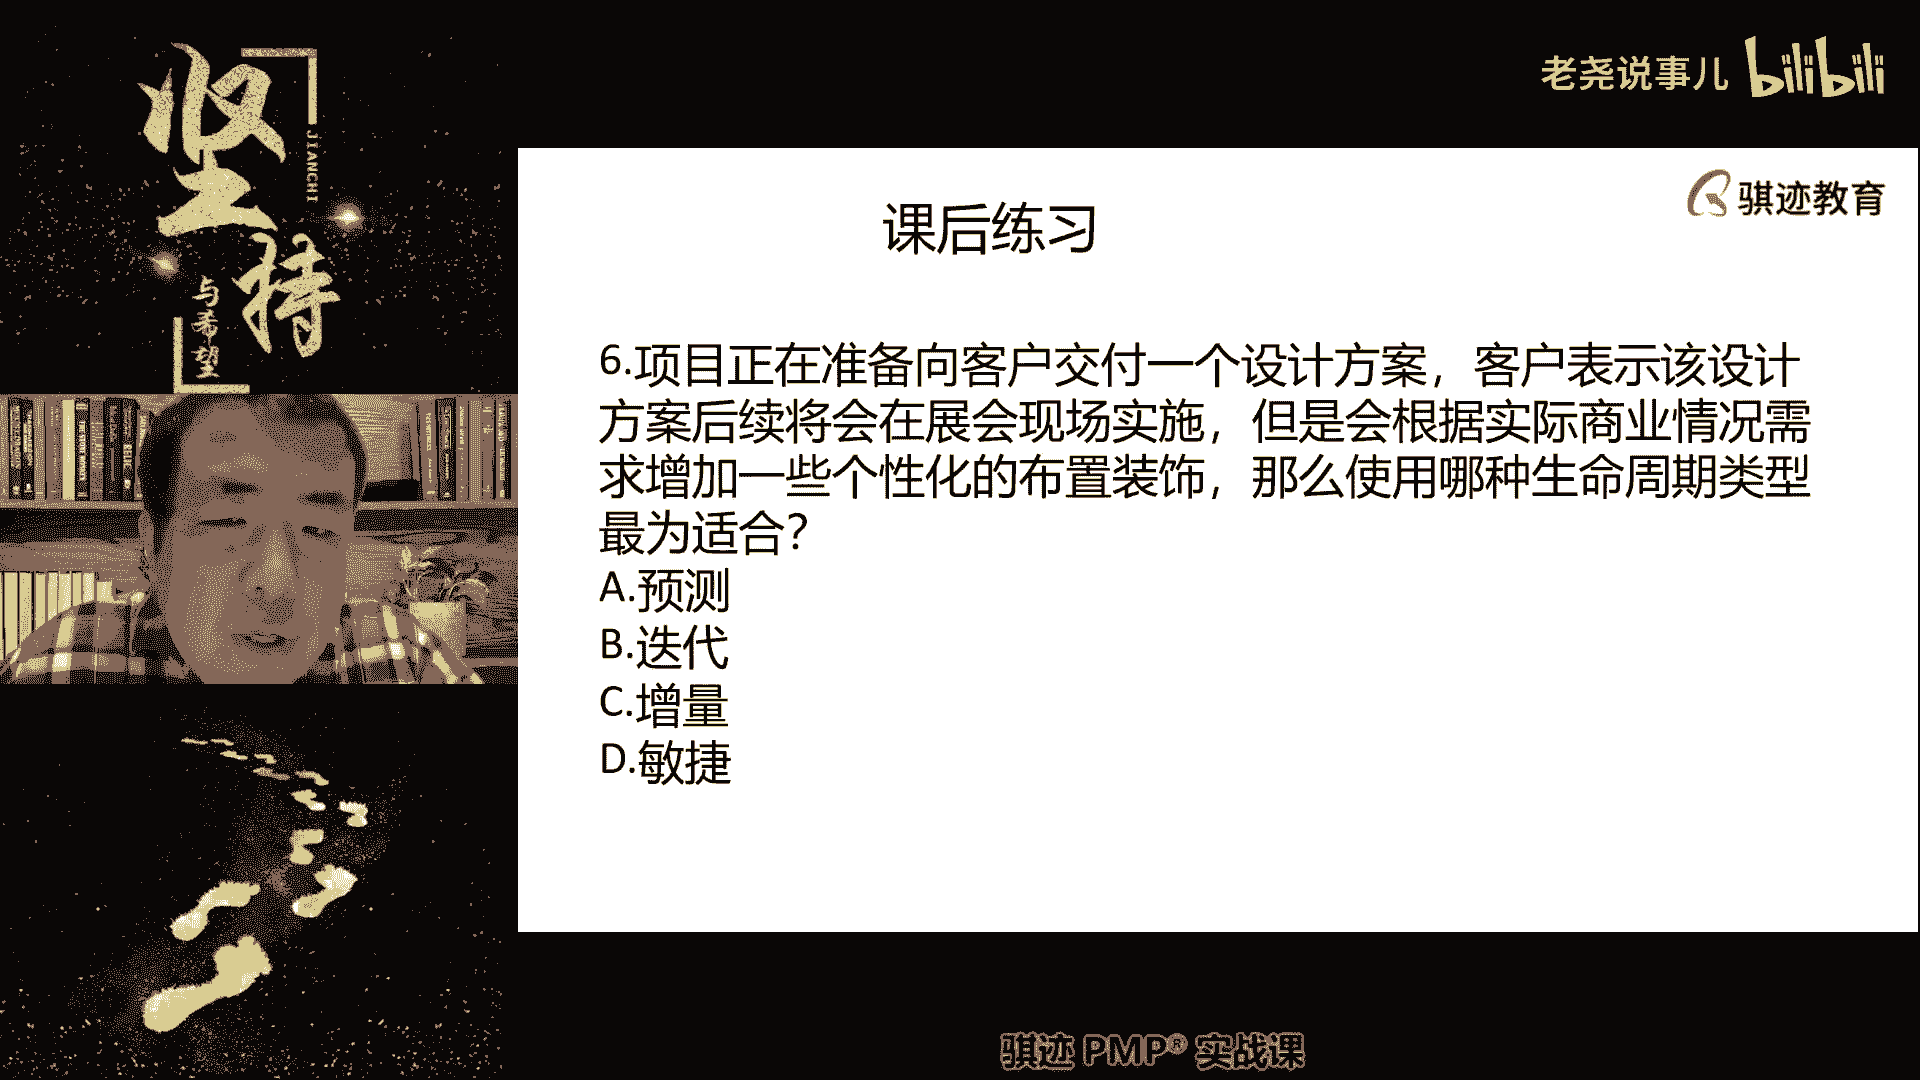 坚持
JIANCHI
与希望
老尧说事儿 bilibili
骐迹教育
课后练习
6.项目正在准备向客户交付一个设计方案，客户表示该设计
方案后续将会在展会现场实施，但是会根据实际商业情况需
求增加一些个性化的布置装饰，那么使用哪种生命周期类型
最为适合？
A.预测
B.迭代
C.增量
D.敏捷
骐迹 PMP® 实战课